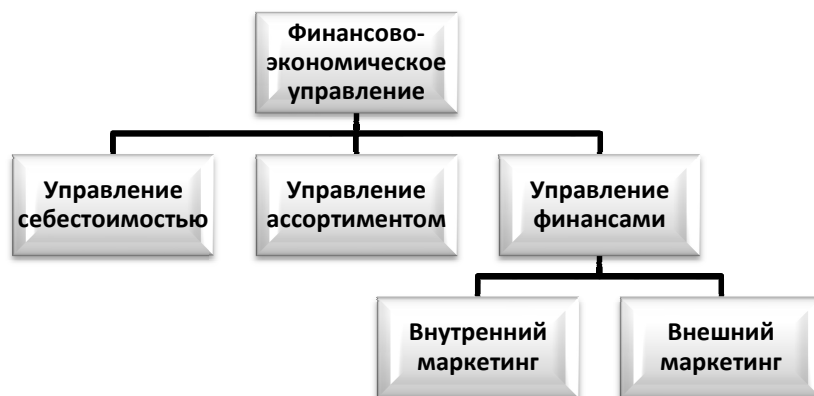 Финансово-
экономическое
управление
Управление
себестоимостью
Управление
ассортиментом
Управление
финансами
Внутренний
маркетинг
Внешний
маркетинг